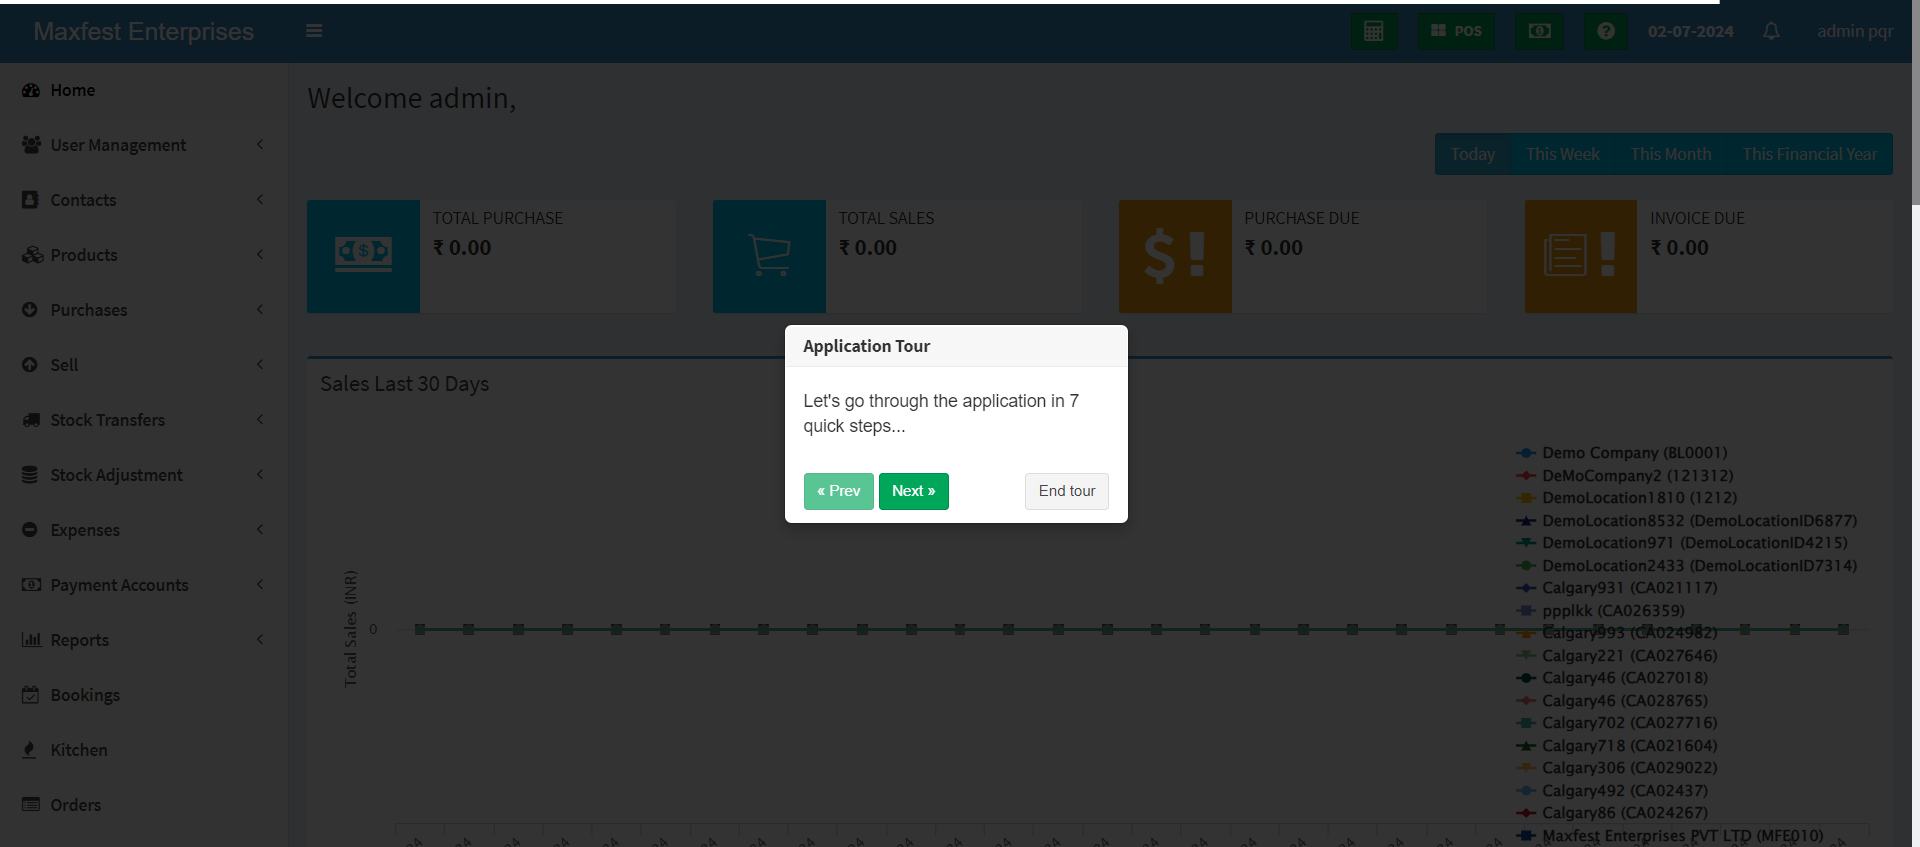 Maxfest Enterprises
POS
02-07-2024
admin pqr
Home
User Management
Contacts
Products
Purchases
Sell
Stock Transfers
Stock Adjustment
Expenses
Payment Accounts
Reports
Bookings
Kitchen
Orders
Welcome admin,
Today This Week This Month This Financial Year
TOTAL PURCHASE
₹ 0.00
TOTAL SALES
₹ 0.00
PURCHASE DUE
₹ 0.00
INVOICE DUE
₹ 0.00
Sales Last 30 Days
Application Tour
Let's go through the application in 7
quick steps...
« Prev Next » End tour
Total Sales (INR)
0
Demo Company (BL0001)
DeMoCompany2 (121312)
DemoLocation1810 (1212)
DemoLocation8532 (DemoLocationID6877)
DemoLocation971 (DemoLocationID4215)
DemoLocation2433 (DemoLocationID7314)
Calgary931 (CA021117)
ppplkk (CA026359)
Calgary993 (CA024982)
Calgary221 (CA027646)
Calgary46 (CA027018)
Calgary46 (CA028765)
Calgary702 (CA027716)
Calgary718 (CA021604)
Calgary306 (CA029022)
Calgary492 (CA02437)
Calgary86 (CA024267)
Maxfest Enterprises PVT LTD (MFE010)